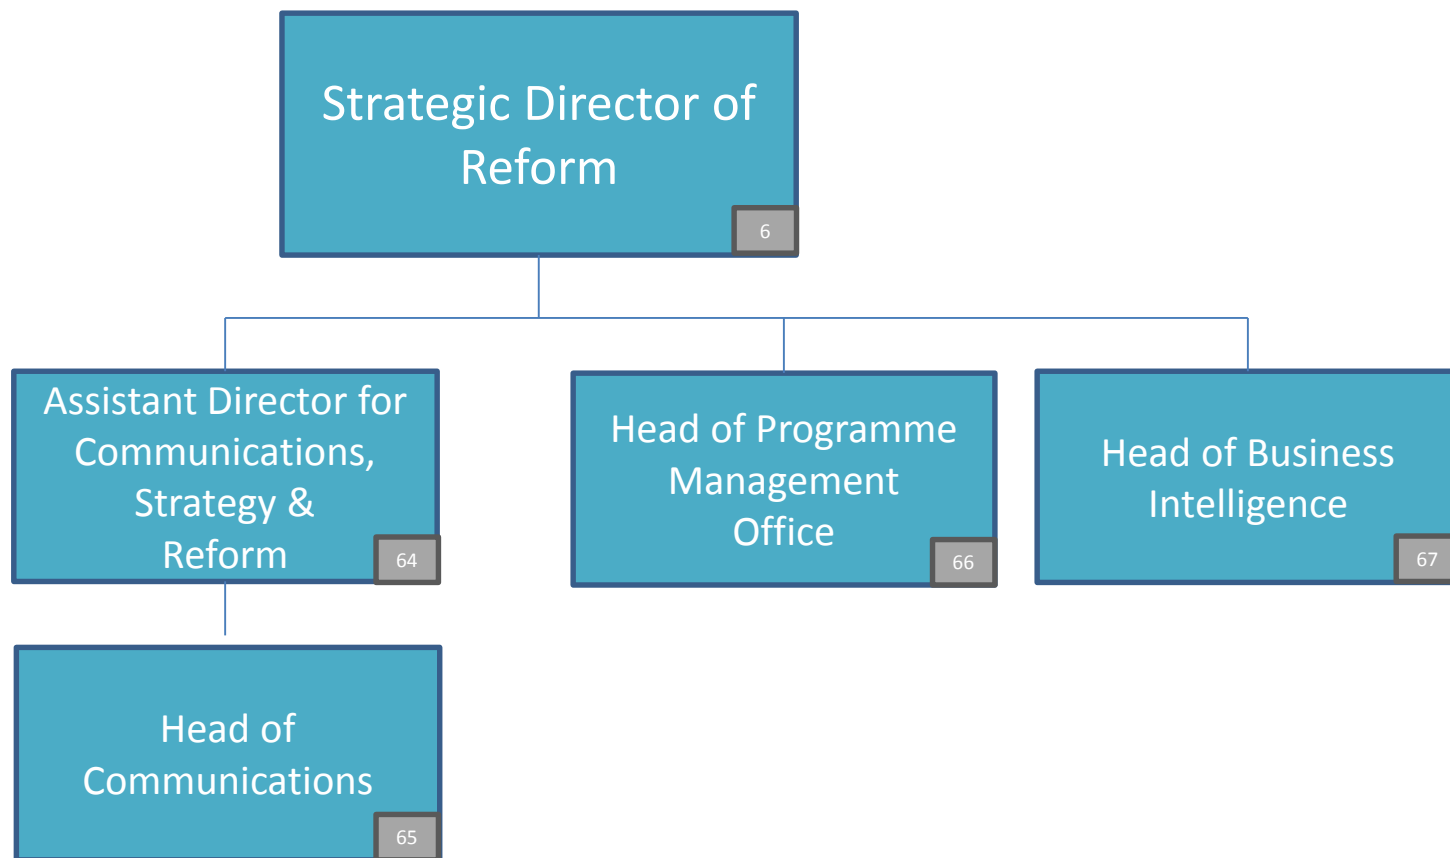 Strategic Director of
Reform
6
Assistant Director for
Communications,
Strategy &
Reform
64
Head of Programme
Management
Office
66
Head of Business
Intelligence
67
Head of
Communications
65